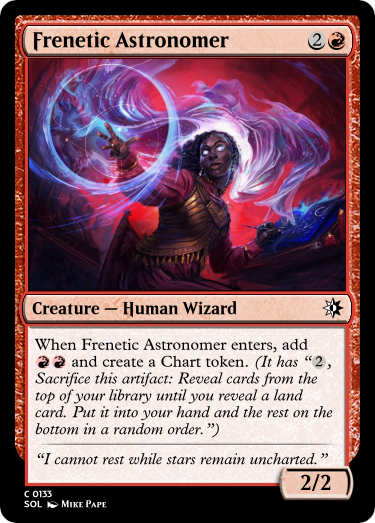 Frenetic Astronomer 2
Creature — Human Wizard
When Frenetic Astronomer enters, add
and create a Chart token. (It has “2,
Sacrifice this artifact: Reveal cards from the
top of your library until you reveal a land
card. Put it into your hand and the rest on the
bottom in a random order.”)
“I cannot rest while stars remain uncharted.”
2/2
C 0133
SOL Mike Pape